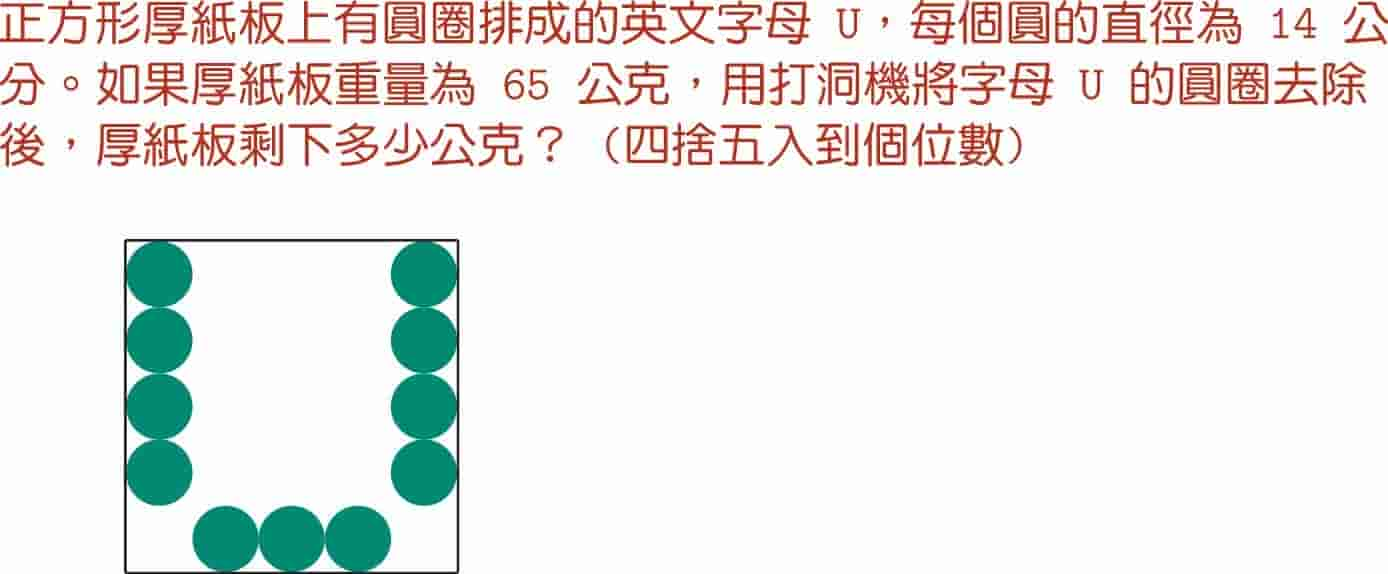 正方形厚紙板上有圓圈排成的英文字母 U，每個圓的直徑為 14 公
分。如果厚紙板重量為 65 公克，用打洞機將字母 U 的圓圈去除
後，厚紙板剩下多少公克？（四捨五入到個位數）